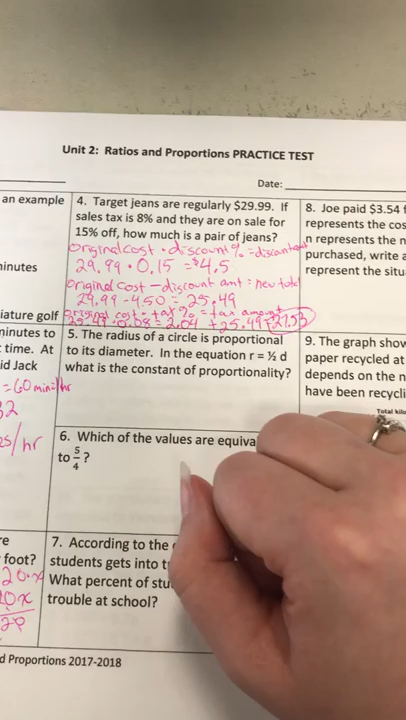 Unit 2: Ratios and Proportions PRACTICE TEST
Date:
an example
minutes
iature golf
minutes to
time. At
id Jack
=60 min=/hr
32
es/hr
re
foot?
20.x
10x
20
4. Target jeans are regularly $29.99. If
sales tax is 8% and they are on sale for
15% off, how much is a pair of jeans?
original cost · discount % = discount amt
29.99 · 0.15 = $4.5
original cost - discount amt = new total
29.99 - 4.50 = 25.49
original cost · tax % = tax amount
25.49 · 0.08 = 2.04 + 25.49 = 27.53
5. The radius of a circle is proportional
to its diameter. In the equation r = ½ d
what is the constant of proportionality?
6. Which of the values are equiva
to 5/4 ?
7. According to the
students gets into t
What percent of stu
trouble at school?
8. Joe paid $3.54 f
represents the cos
n represents the n
purchased, write a
represent the situa
9. The graph show
paper recycled at
depends on the n
have been recycl
Total kilo
d Proportions 2017-2018